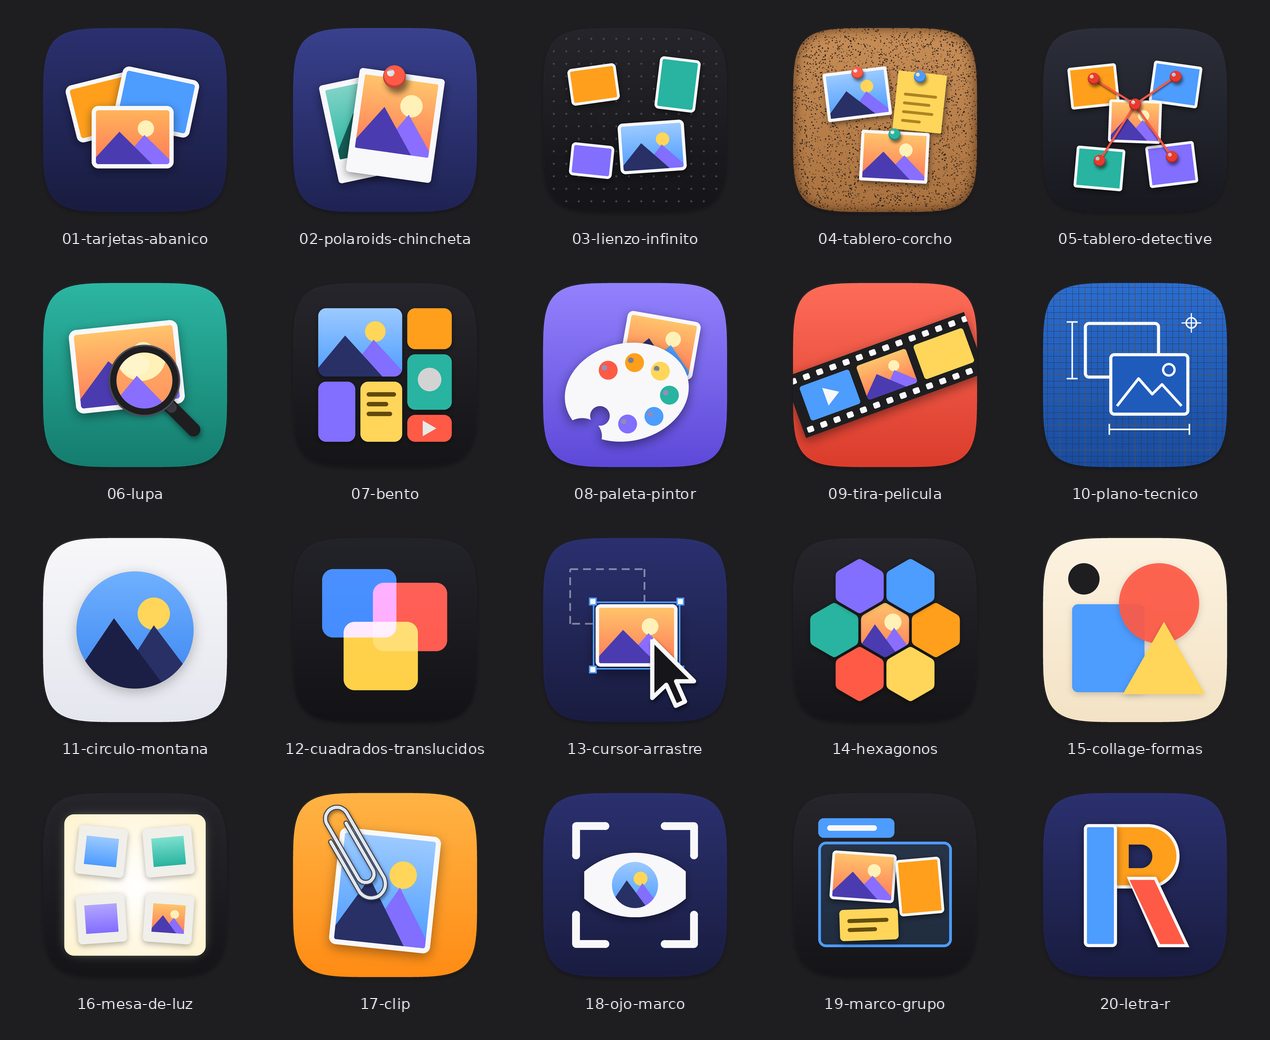 01-tarjetas-abanico
02-polaroids-chincheta
03-lienzo-infinito
04-tablero-corcho
05-tablero-detective
06-lupa
07-bento
08-paleta-pintor
09-tira-pelicula
10-plano-tecnico
11-circulo-montana
12-cuadrados-translucidos
13-cursor-arrastre
14-hexagonos
15-collage-formas
16-mesa-de-luz
17-clip
18-ojo-marco
19-marco-grupo
R
20-letra-r